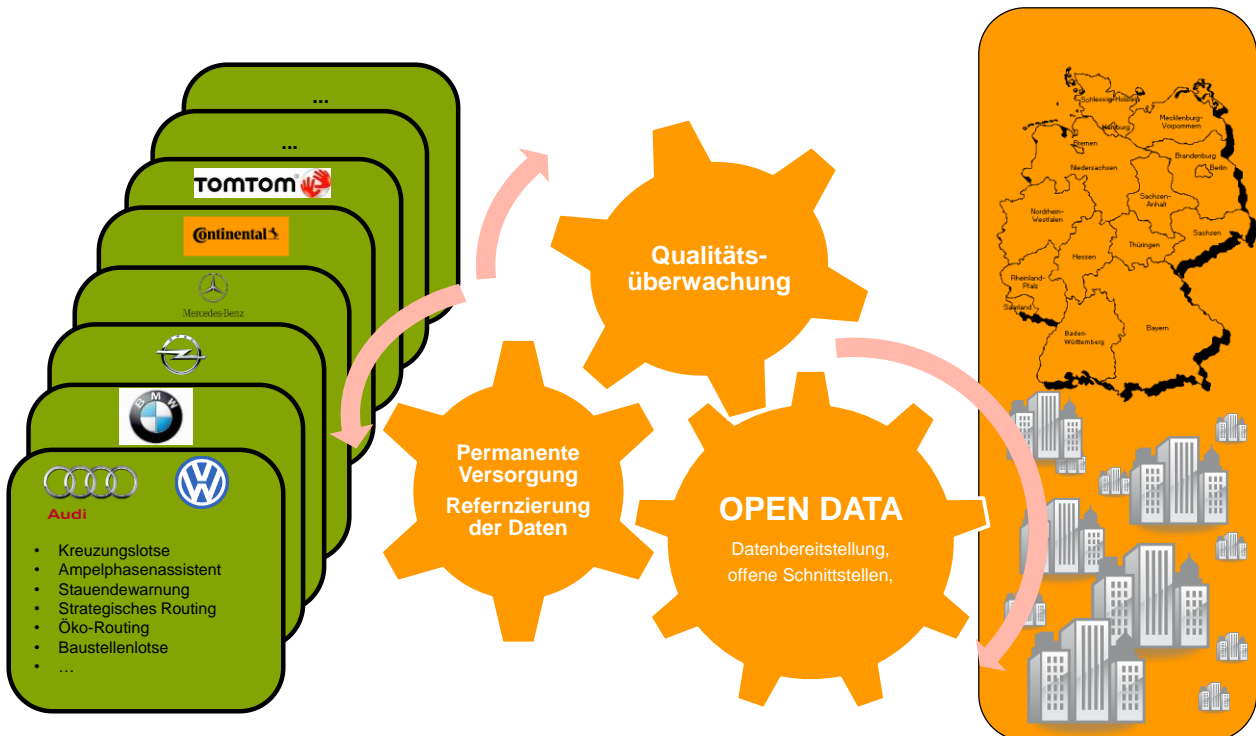 ...
...
TOMTOM
Continental
Mercedes-Benz
BMW
Audi
VW
• Kreuzungslotse
• Ampelphasenassistent
• Stauendewarnung
• Strategisches Routing
• Öko-Routing
• Baustellenlotse
• …
Qualitäts-
überwachung
Permanente
Versorgung
Refernzierung
der Daten
OPEN DATA
Datenbereitstellung,
offene Schnittstellen,
Schleswig-Holstein
Hamburg
Mecklenburg-
Vorpommern
Bremen
Niedersachsen
Brandenburg
Berlin
Sachsen-
Anhalt
Nordrhein-
Westfalen
Sachsen
Thüringen
Hessen
Rheinland-
Pfalz
Saarland
Baden-
Württemberg
Bayern